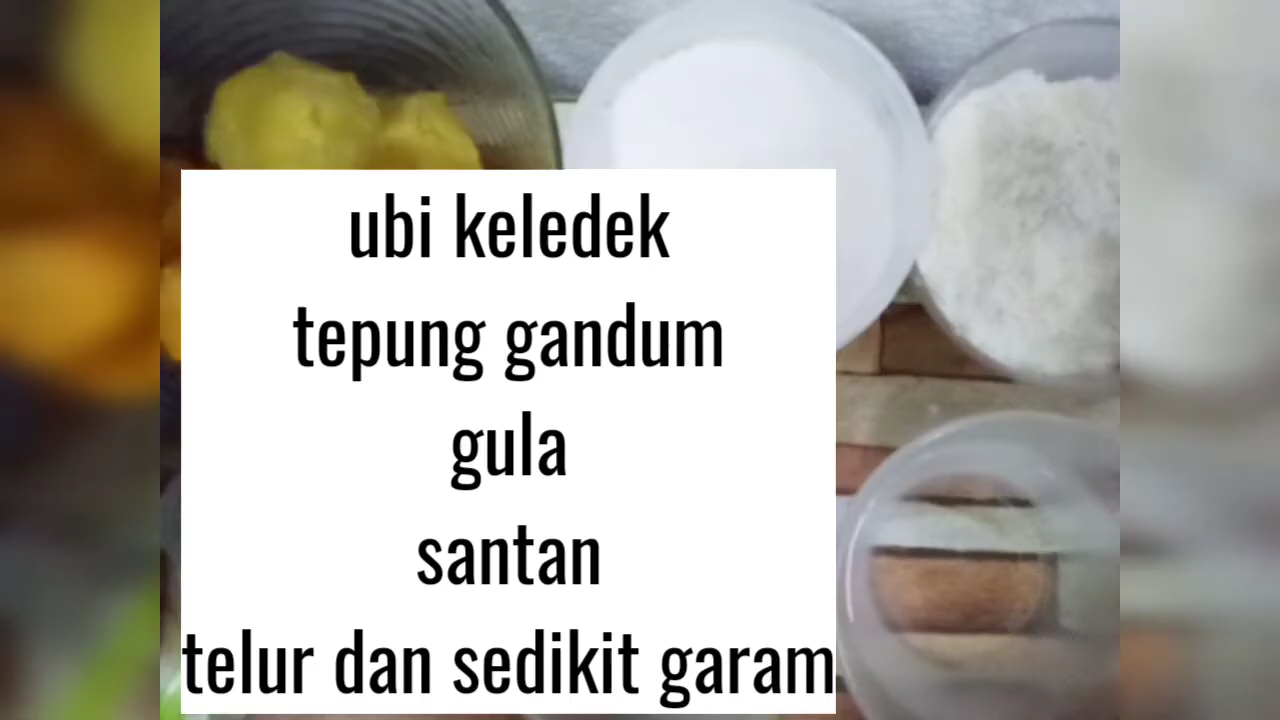 ubi keledek
tepung gandum
gula
santan
telur dan sedikit garam